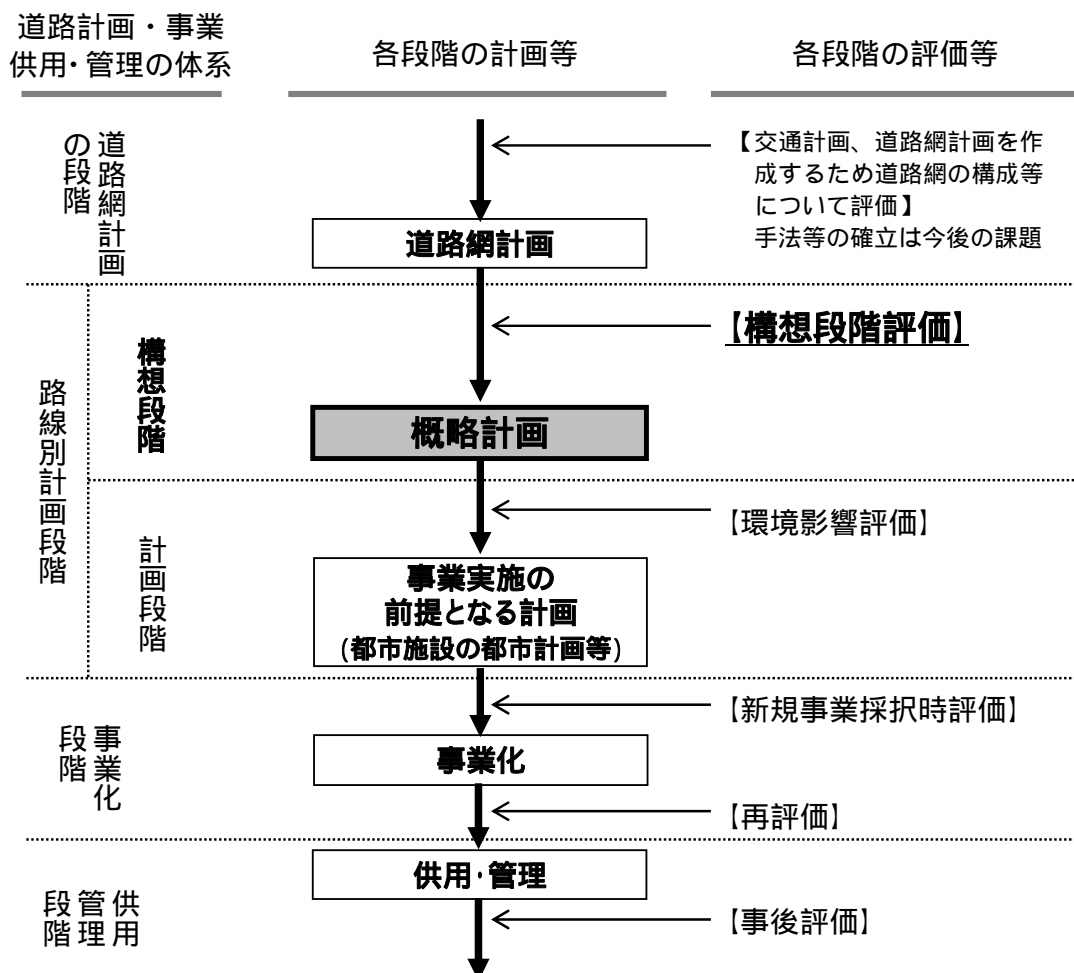 道路計画・事業
供用・管理の体系
各段階の計画等
各段階の評価等
道路網計画
の段階
【交通計画、道路網計画を作
成するため道路網の構成等
について評価】
手法等の確立は今後の課題
道路網計画
路線別計画段階
構想段階
【構想段階評価】
概略計画
計画段階
【環境影響評価】
事業実施の
前提となる計画
(都市施設の都市計画等)
事業化
段階
【新規事業採択時評価】
事業化
【再評価】
供用
管理
段階
供用・管理
【事後評価】